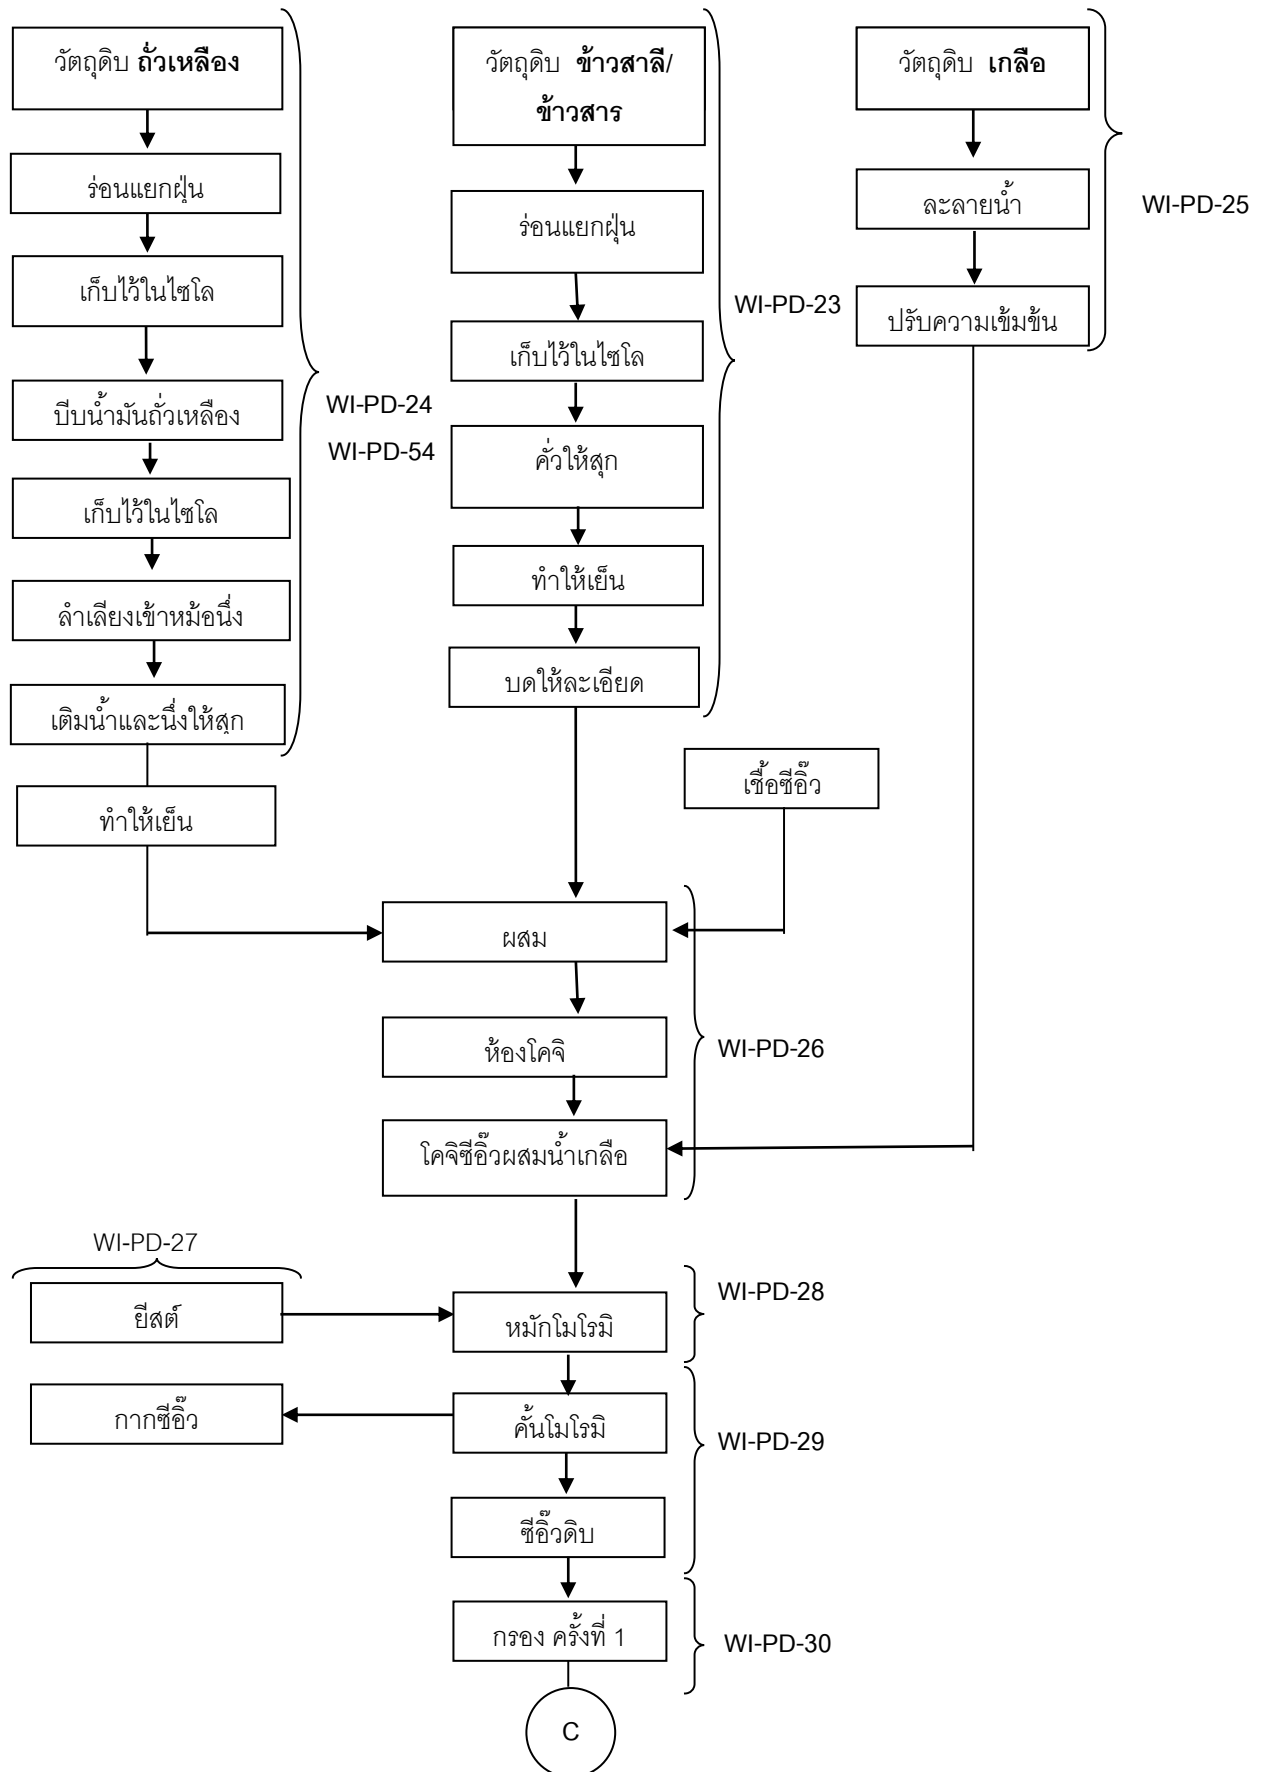 วัตถุดิบ ถั่วเหลือง
ร่อนแยกฝุ่น
เก็บไว้ในไซโล
บีบน้ำมันถั่วเหลือง
เก็บไว้ในไซโล
ลำเลียงเข้าหม้อนึ่ง
เติมน้ำและนึ่งให้สุก
ทำให้เย็น
WI-PD-24
WI-PD-54
วัตถุดิบ ข้าวสาลี/
ข้าวสาร
ร่อนแยกฝุ่น
เก็บไว้ในไซโล
คั่วให้สุก
ทำให้เย็น
บดให้ละเอียด
WI-PD-23
วัตถุดิบ เกลือ
ละลายน้ำ
ปรับความเข้มข้น
WI-PD-25
เชื้อซีอิ๊ว
ผสม
ห้องโคจิ
โคจิซีอิ๊วผสมน้ำเกลือ
WI-PD-26
WI-PD-27
ยีสต์
หมักโมโรมิ
WI-PD-28
กากซีอิ๊ว
คั้นโมโรมิ
WI-PD-29
ซีอิ๊วดิบ
กรอง ครั้งที่ 1
WI-PD-30
C